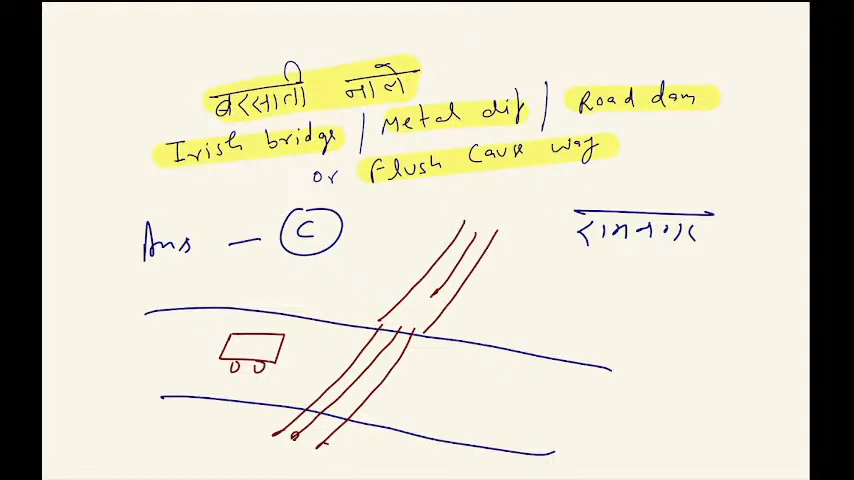 बरसाती नाले
Irish bridge / Metal dip / Road dam
or Flush Cause way
Ans - C
रामनगर